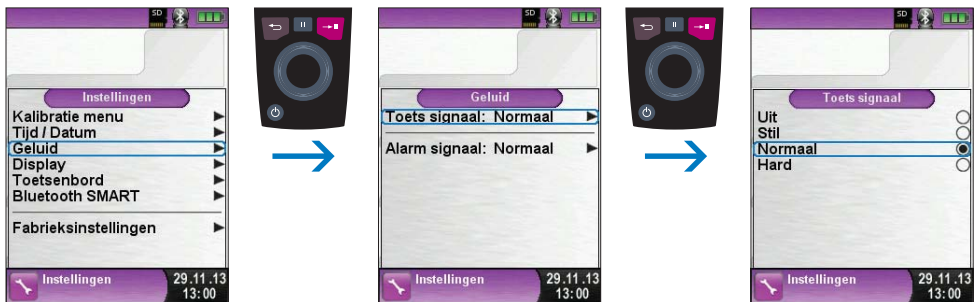 SD
Instellingen
Kalibratie menu
Tijd / Datum
Geluid
Display
Toetsenbord
Bluetooth SMART
Fabrieksinstellingen
Instellingen
29.11.13
13:00
SD
Geluid
Toets signaal: Normaal
Alarm signaal: Normaal
Instellingen
29.11.13
13:00
SD
Toets signaal
Uit
Stil
Normaal
Hard
Instellingen
29.11.13
13:00